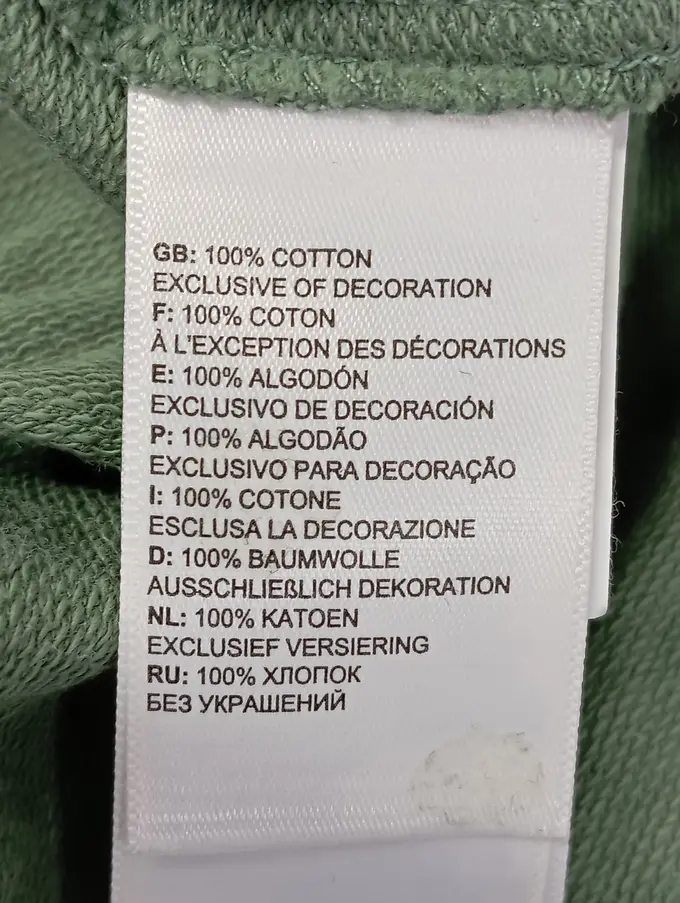 GB: 100% COTTON
EXCLUSIVE OF DECORATION
F: 100% COTON
À L'EXCEPTION DES DÉCORATIONS
E: 100% ALGODÓN
EXCLUSIVO DE DECORACIÓN
P: 100% ALGODÃO
EXCLUSIVO PARA DECORAÇÃO
I: 100% COTONE
ESCLUSA LA DECORAZIONE
D: 100% BAUMWOLLE
AUSSCHLIEßLICH DEKORATION
NL: 100% KATOEN
EXCLUSIEF VERSIERING
RU: 100% ХЛОПОК
БЕЗ УКРАШЕНИЙ